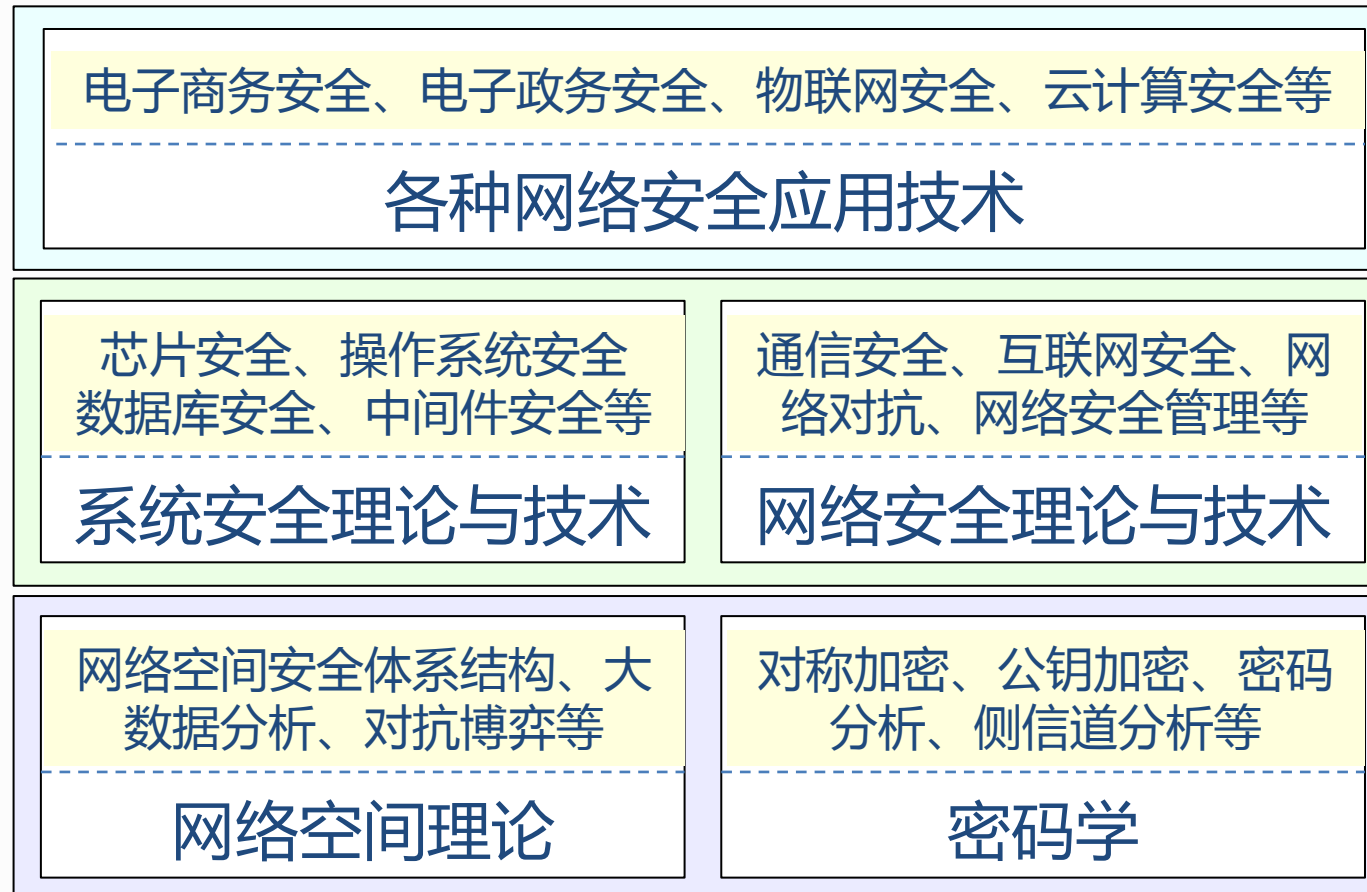 电子商务安全、电子政务安全、物联网安全、云计算安全等
各种网络安全应用技术
芯片安全、操作系统安全
数据库安全、中间件安全等
系统安全理论与技术
通信安全、互联网安全、网
络对抗、网络安全管理等
网络安全理论与技术
网络空间安全体系结构、大
数据分析、对抗博弈等
网络空间理论
对称加密、公钥加密、密码
分析、侧信道分析等
密码学